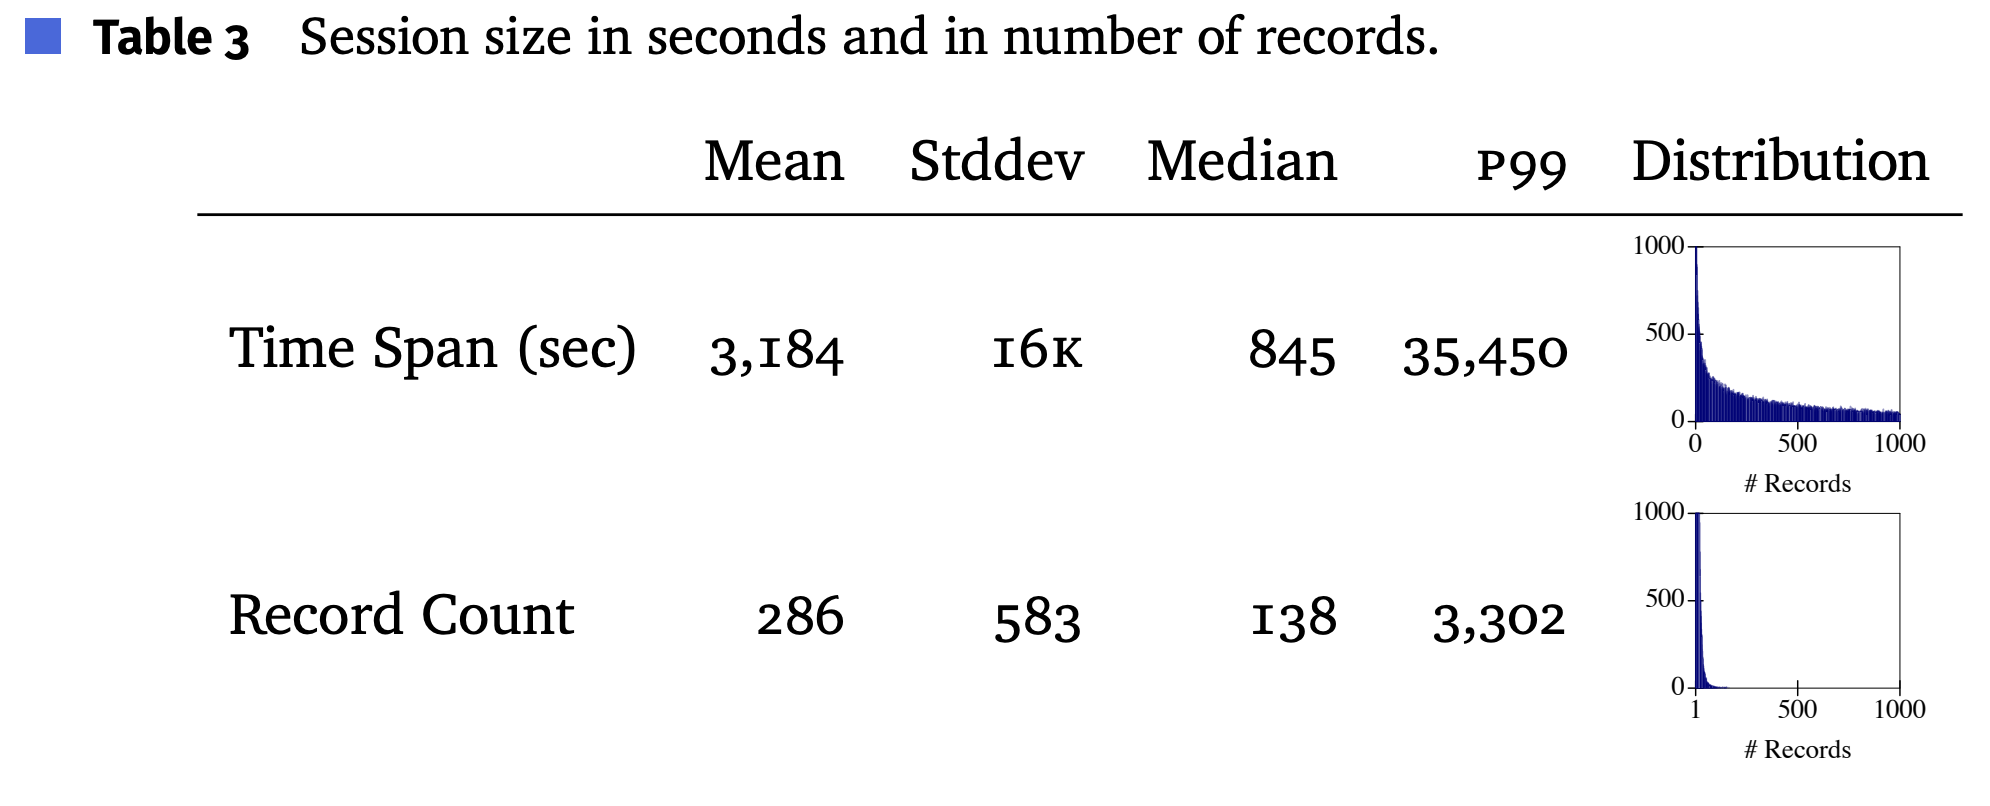 Table 3 Session size in seconds and in number of records.
Mean Stddev Median P99 Distribution
1000
500
0
0 500 1000
# Records
Time Span (sec) 3,184 16K 845 35,450
1000
500
0
1 500 1000
# Records
Record Count 286 583 138 3,302